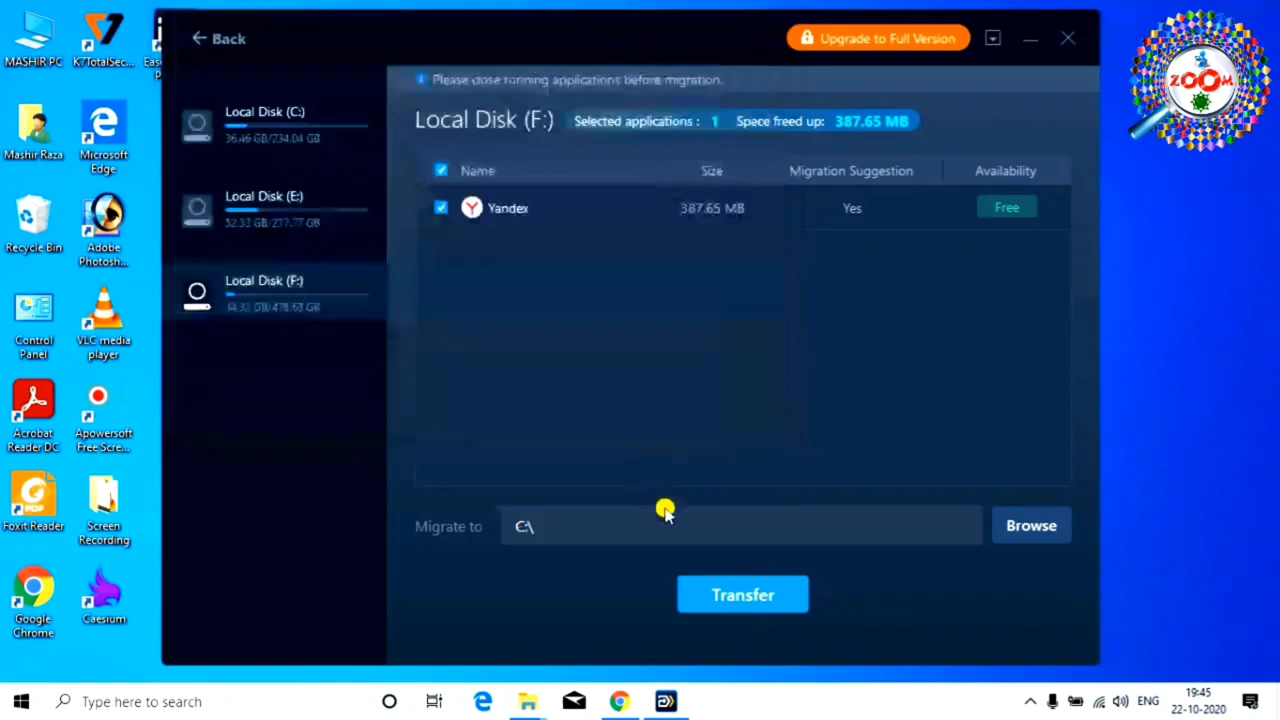 Back
Upgrade to Full Version
Please close running applications before migration.
Local Disk (C:)
36.46 GB/234.04 GB
Local Disk (E:)
Local Disk (F:)
Local Disk (F:)
Selected applications : 1
Spece freed up: 387.65 MB
Name
Size
Migration Suggestion
Availability
Yandex
387.65 MB
Yes
Free
Migrate to
C:\
Browse
Transfer
MASHIR PC
K7TotalSec...
Mashir Raza
Microsoft
Edge
Recycle Bin
Adobe
Photosh...
Control
Panel
VLC media
player
Acrobat
Reader DC
Apowersoft
Free Scre...
Foxit Reader
Screen
Recording
Google
Chrome
Caesium
ZOOM
Type here to search
ENG
19:45
22-10-2020